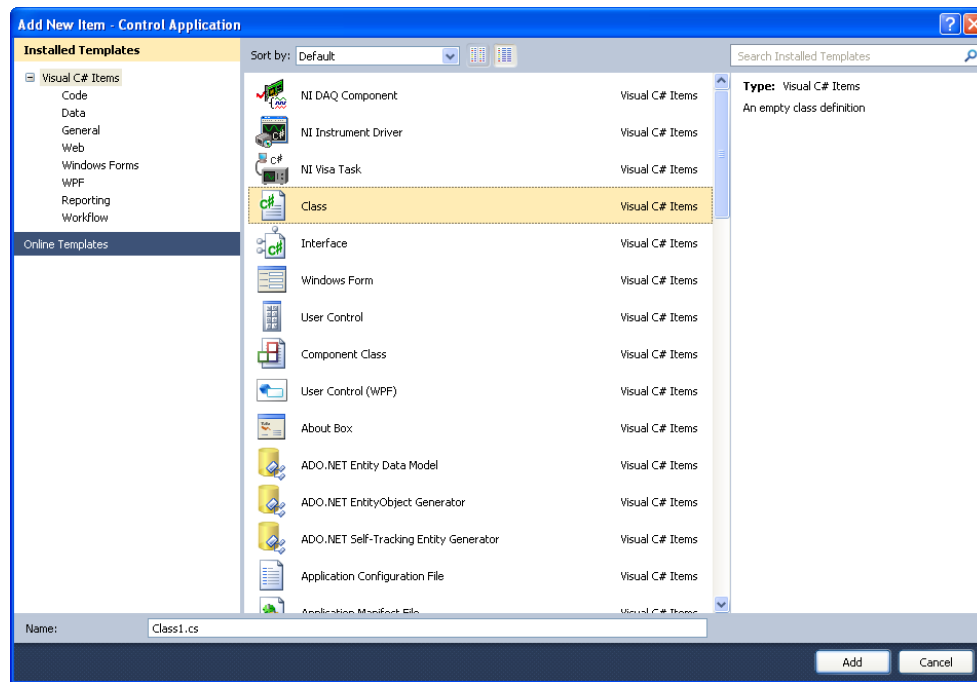 Add New Item - Control Application
Installed Templates
Visual C# Items
Code
Data
General
Web
Windows Forms
WPF
Reporting
Workflow
Online Templates
Sort by: Default
NI DAQ Component Visual C# Items
NI Instrument Driver Visual C# Items
NI Visa Task Visual C# Items
Class Visual C# Items
Interface Visual C# Items
Windows Form Visual C# Items
User Control Visual C# Items
Component Class Visual C# Items
User Control (WPF) Visual C# Items
About Box Visual C# Items
ADO.NET Entity Data Model Visual C# Items
ADO.NET EntityObject Generator Visual C# Items
ADO.NET Self-Tracking Entity Generator Visual C# Items
Application Configuration File Visual C# Items
Application Manifest File Visual C# Items
Search Installed Templates
Type: Visual C# Items
An empty class definition
Name: Class1.cs
Add Cancel